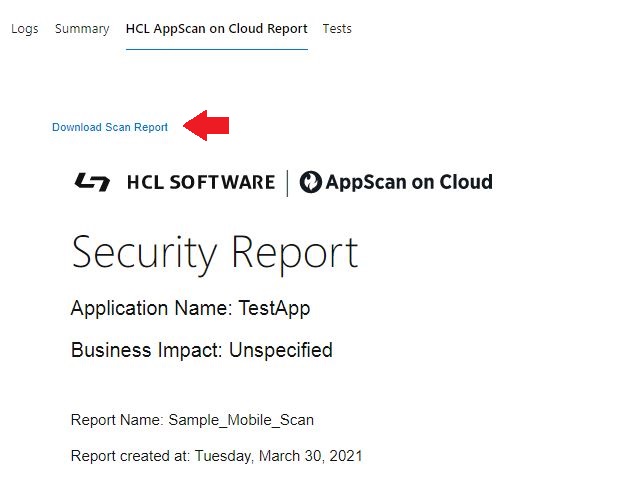 Logs Summary HCL AppScan on Cloud Report Tests
Download Scan Report
HCL SOFTWARE AppScan on Cloud
Security Report
Application Name: TestApp
Business Impact: Unspecified
Report Name: Sample_Mobile_Scan
Report created at: Tuesday, March 30, 2021